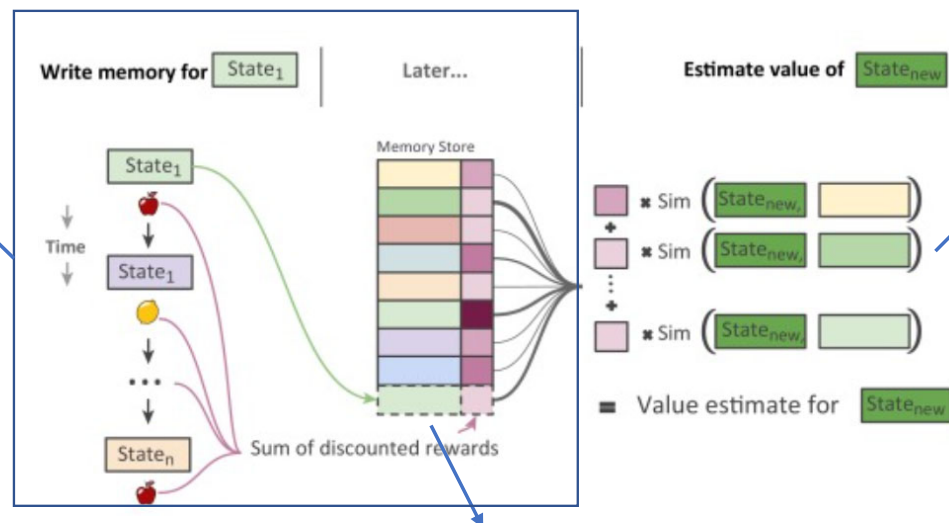 Write memory for State1
Later...
Estimate value of Statenew
Memory Store
State1
Time
State1
...
Staten
Sum of discounted rewards
× Sim ( Statenew, )
+
× Sim ( Statenew, )
+
× Sim ( Statenew, )
= Value estimate for Statenew